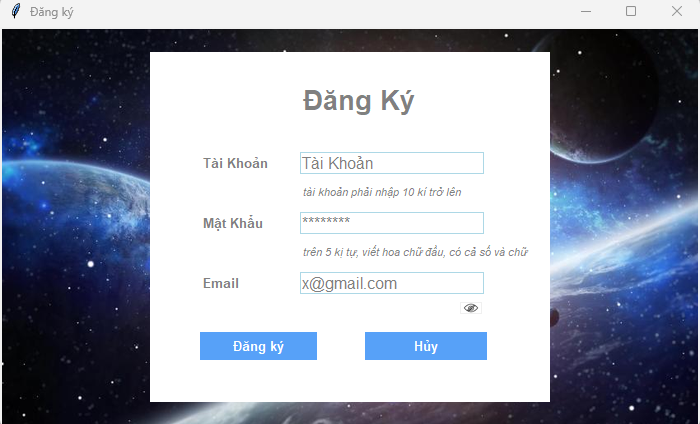 Đăng ký
Đăng Ký
Tài Khoản Tài Khoản
tài khoản phải nhập 10 kí trở lên
Mật Khẩu ********
trên 5 kị tự, viết hoa chữ đầu, có cả số và chữ
Email x@gmail.com
Đăng ký Hủy